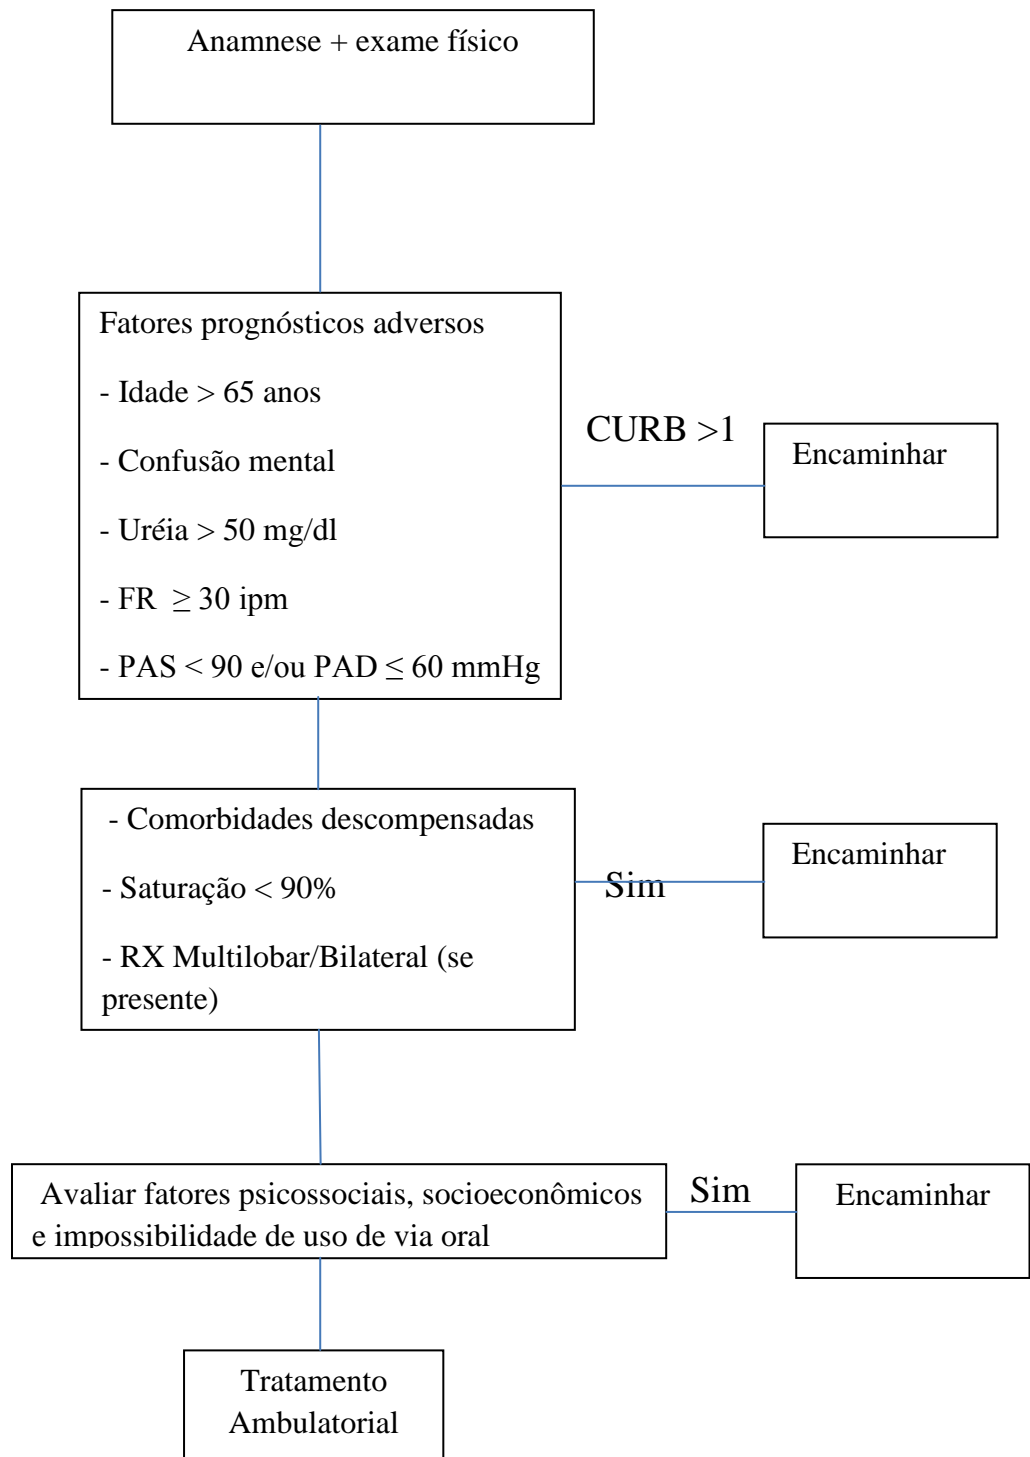 Anamnese + exame físico
Fatores prognósticos adversos
- Idade > 65 anos
- Confusão mental
- Uréia > 50 mg/dl
- FR ≥ 30 ipm
- PAS < 90 e/ou PAD ≤ 60 mmHg
CURB >1
Encaminhar
- Comorbidades descompensadas
- Saturação < 90%
- RX Multilobar/Bilateral (se
presente)
Sim
Encaminhar
Avaliar fatores psicossociais, socioeconômicos
e impossibilidade de uso de via oral
Sim
Encaminhar
Tratamento
Ambulatorial